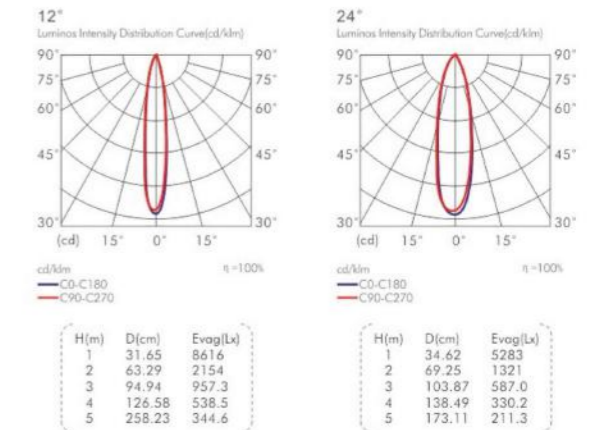 12°
Luminos Intensity Distribution Curve(cd/klm)
90° 90°
75° 75°
60° 60°
45° 45°
30° 30°
(cd) 15° 0° 15°
cd/klm η =100%
C0-C180
C90-C270
H(m) D(cm) Evag(Lx)
1 31.65 8616
2 63.29 2154
3 94.94 957.3
4 126.58 538.5
5 258.23 344.6
24°
Luminos Intensity Distribution Curve(cd/klm)
90° 90°
75° 75°
60° 60°
45° 45°
30° 30°
(cd) 15° 0° 15°
cd/klm η =100%
C0-C180
C90-C270
H(m) D(cm) Evag(Lx)
1 34.62 5283
2 69.25 1321
3 103.87 587.0
4 138.49 330.2
5 173.11 211.3